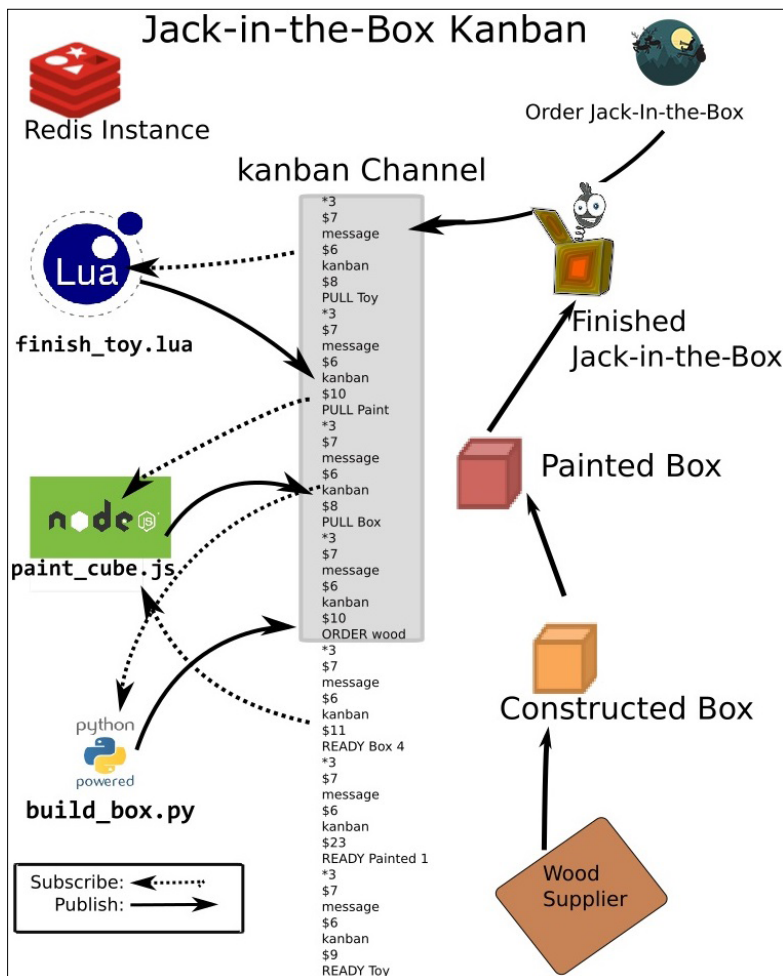 Jack-in-the-Box Kanban
Redis Instance
Order Jack-In-the-Box
kanban Channel
*3
$7
message
$6
kanban
$8
PULL Toy
*3
$7
message
$6
kanban
$10
PULL Paint
*3
$7
message
$6
kanban
$8
PULL Box
*3
$7
message
$6
kanban
$10
ORDER wood
*3
$7
message
$6
kanban
$11
READY Box 4
*3
$7
message
$6
kanban
$23
READY Painted 1
*3
$7
message
$6
kanban
$9
READY Toy
Lua
finish_toy.lua
node
JS
paint_cube.js
python
powered
build_box.py
Subscribe:
Publish:
Finished
Jack-in-the-Box
Painted Box
Constructed Box
Wood
Supplier